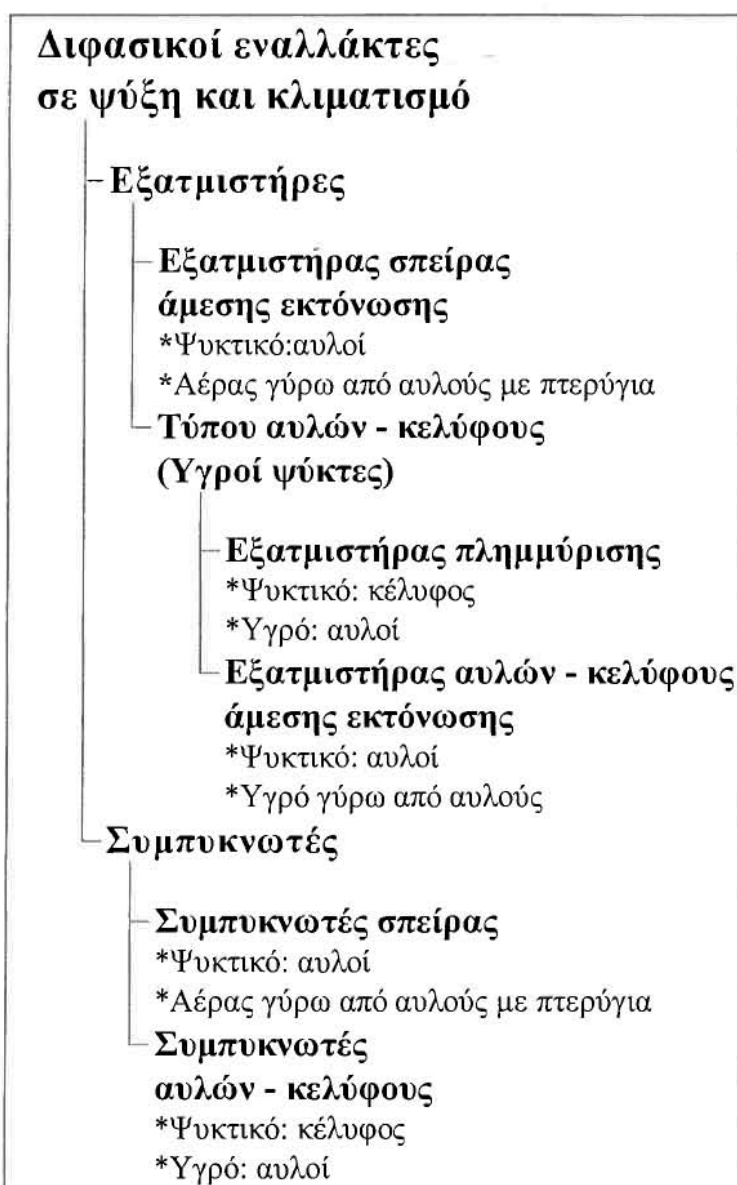 Διφασικοί εναλλάκτες
σε ψύξη και κλιματισμό
Εξατμιστήρες
Εξατμιστήρας σπείρας
άμεσης εκτόνωσης
*Ψυκτικό:αυλοί
*Αέρας γύρω από αυλούς με πτερύγια
Τύπου αυλών - κελύφους
(Υγροί ψύκτες)
Εξατμιστήρας πλημμύρισης
*Ψυκτικό: κέλυφος
*Υγρό: αυλοί
Εξατμιστήρας αυλών - κελύφους
άμεσης εκτόνωσης
*Ψυκτικό: αυλοί
*Υγρό γύρω από αυλούς
Συμπυκνωτές
Συμπυκνωτές σπείρας
*Ψυκτικό: αυλοί
*Αέρας γύρω από αυλούς με πτερύγια
Συμπυκνωτές
αυλών - κελύφους
*Ψυκτικό: κέλυφος
*Υγρό: αυλοί